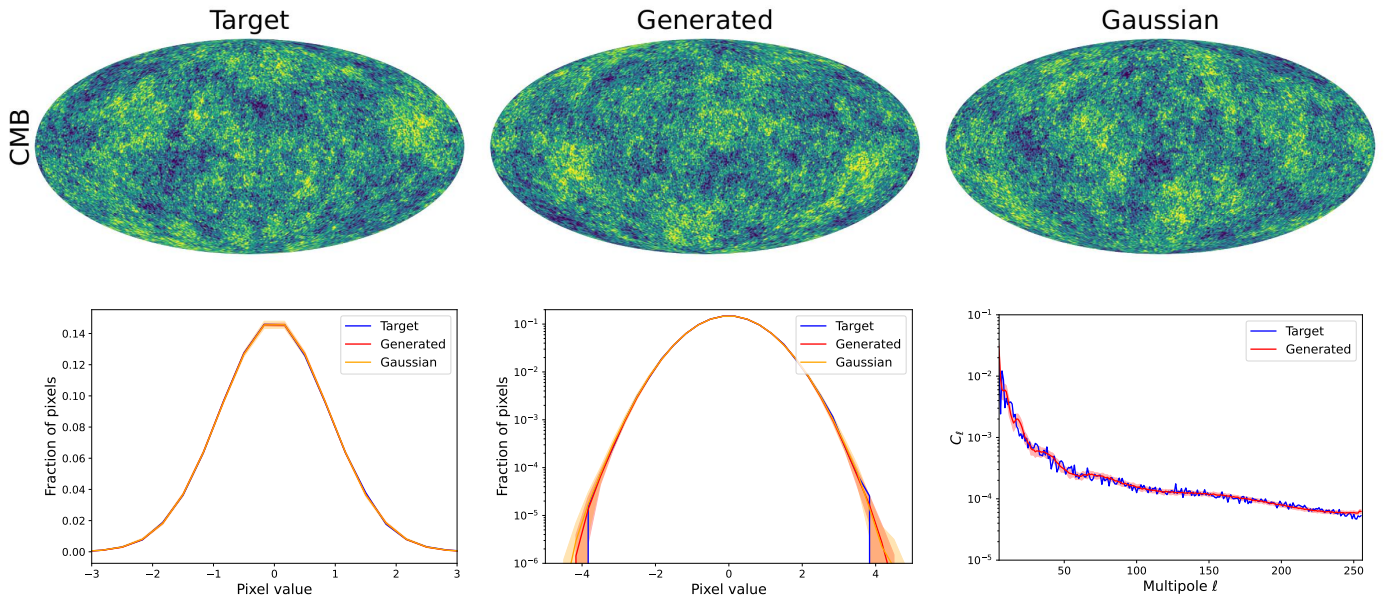 Target
Generated
Gaussian
CMB
Fraction of pixels
0.14
0.12
0.10
0.08
0.06
0.04
0.02
0.00
−3
−2
−1
0
1
2
3
Pixel value
Target
Generated
Gaussian
Fraction of pixels
10⁻¹
10⁻²
10⁻³
10⁻⁴
10⁻⁵
10⁻⁶
−4
−2
0
2
4
Pixel value
Target
Generated
Gaussian
Cℓ
10⁻¹
10⁻²
10⁻³
10⁻⁴
10⁻⁵
50
100
150
200
250
Multipole ℓ
Target
Generated